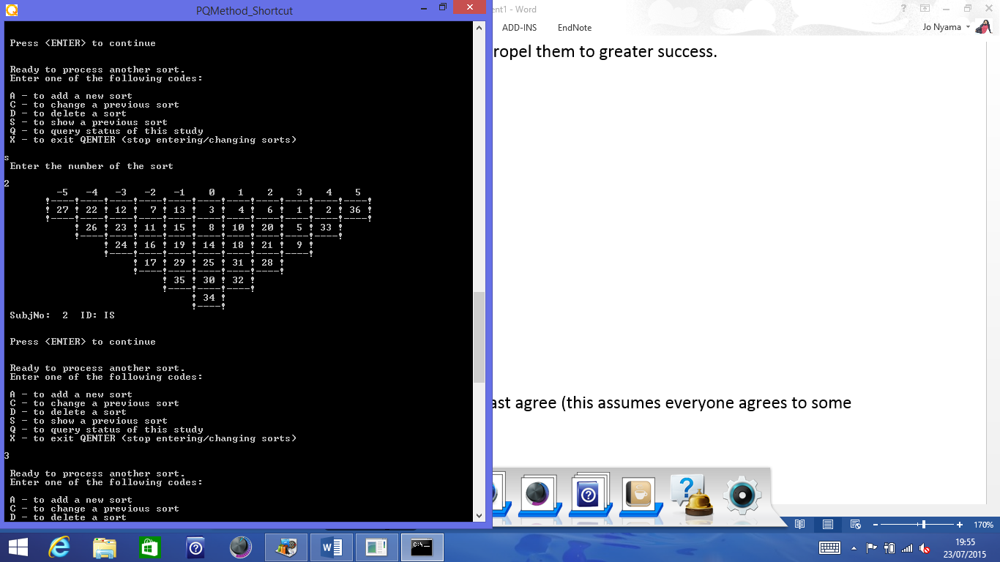 PQMethod_Shortcut
Press <ENTER> to continue
Ready to process another sort.
Enter one of the following codes:
A - to add a new sort
C - to change a previous sort
D - to delete a sort
S - to show a previous sort
Q - to query status of this study
X - to exit QENTER (stop entering/changing sorts)
s
Enter the number of the sort
2
-5 -4 -3 -2 -1 0 1 2 3 4 5
!----!----!----!----!----!----!----!----!----!----!----!
! 27 ! 22 ! 12 ! 7 ! 13 ! 3 ! 4 ! 6 ! 1 ! 2 ! 36 !
!----!----!----!----!----!----!----!----!----!----!----!
! 26 ! 23 ! 11 ! 15 ! 8 ! 10 ! 20 ! 5 ! 33 !
!----!----!----!----!----!----!----!----!----!
! 24 ! 16 ! 19 ! 14 ! 18 ! 21 ! 9 !
!----!----!----!----!----!----!----!
! 17 ! 29 ! 25 ! 31 ! 28 !
!----!----!----!----!----!
! 35 ! 30 ! 32 !
!----!----!----!
! 34 !
!----!
SubjNo: 2 ID: IS
Press <ENTER> to continue
Ready to process another sort.
Enter one of the following codes:
A - to add a new sort
C - to change a previous sort
D - to delete a sort
S - to show a previous sort
Q - to query status of this study
X - to exit QENTER (stop entering/changing sorts)
3
Ready to process another sort.
Enter one of the following codes:
A - to add a new sort
C - to change a previous sort
D - to delete a sort
ent1 - Word
ADD-INS EndNote
Jo Nyama
ropel them to greater success.
ast agree (this assumes everyone agrees to some
170%
19:55
23/07/2015